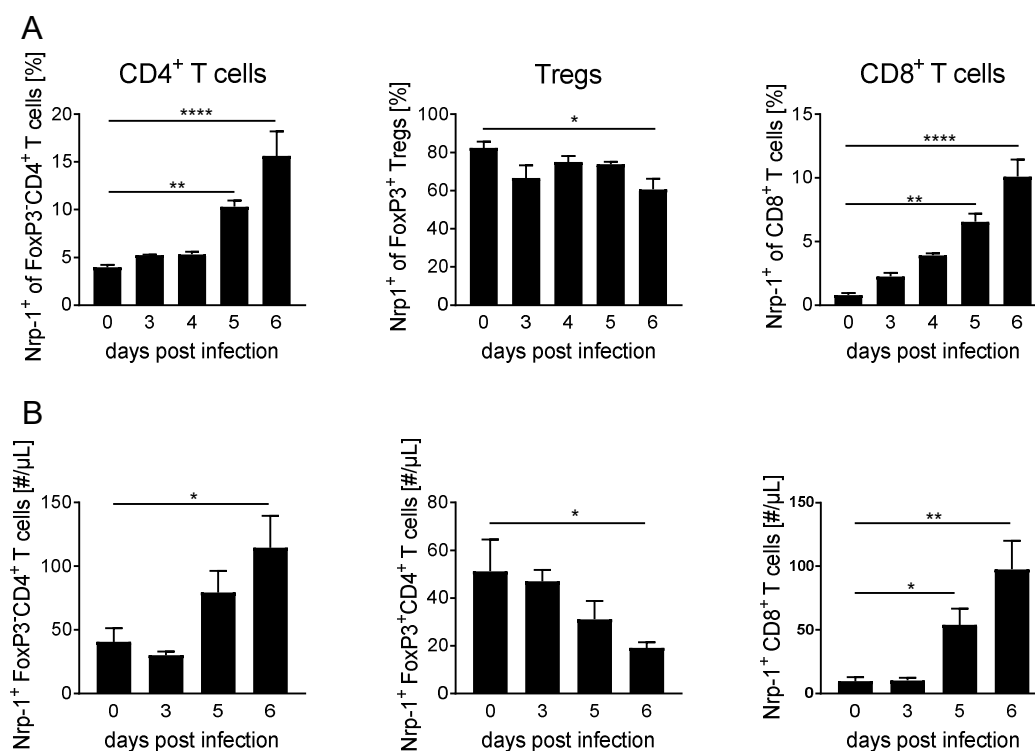 A
CD4⁺ T cells
Nrp-1⁺ of FoxP3⁻CD4⁺ T cells [%]
20
15
10
5
0
****
**
0 3 4 5 6
days post infection
Tregs
Nrp1⁺ of FoxP3⁺ Tregs [%]
100
80
60
40
20
0
*
0 3 4 5 6
days post infection
CD8⁺ T cells
Nrp-1⁺ of CD8⁺ T cells [%]
15
10
5
0
****
**
0 3 4 5 6
days post infection
B
Nrp-1⁺ FoxP3⁻CD4⁺ T cells [#/µL]
150
100
50
0
*
0 3 5 6
days post infection
Nrp-1⁺ FoxP3⁺CD4⁺ T cells [#/µL]
80
60
40
20
0
*
0 3 5 6
days post infection
Nrp-1⁺ CD8⁺ T cells [#/µL]
150
100
50
0
**
*
0 3 5 6
days post infection